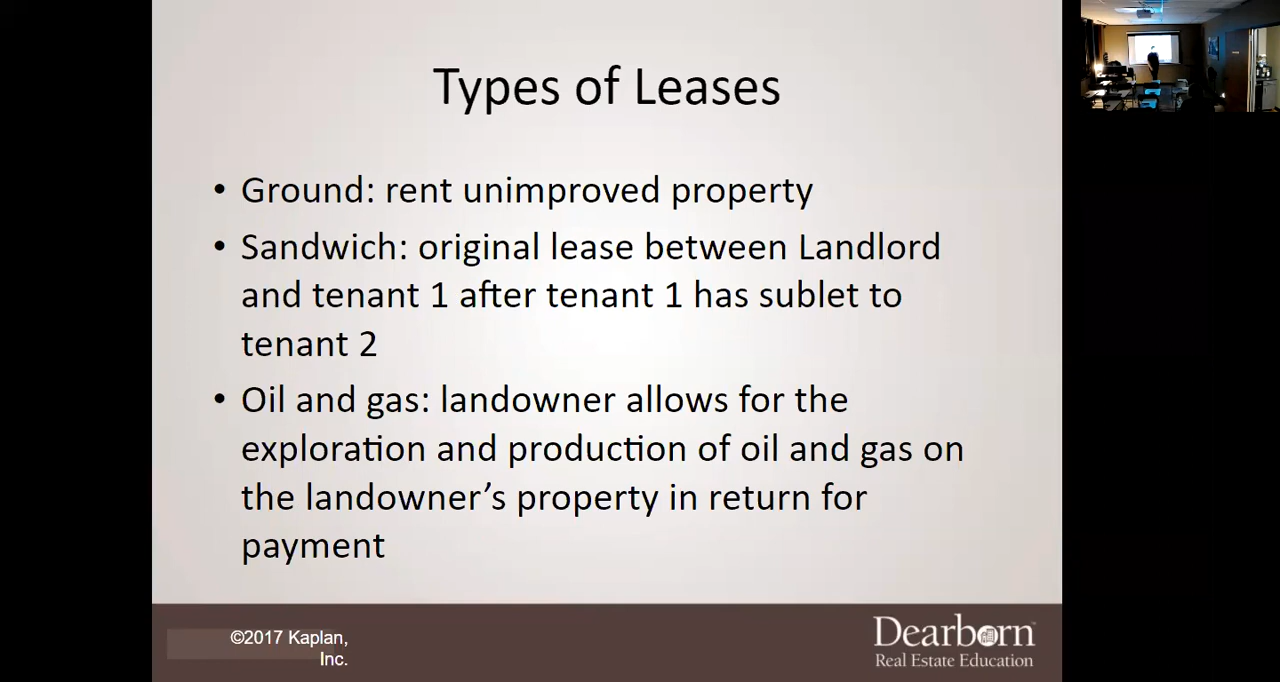 Types of Leases
• Ground: rent unimproved property
• Sandwich: original lease between Landlord
and tenant 1 after tenant 1 has sublet to
tenant 2
• Oil and gas: landowner allows for the
exploration and production of oil and gas on
the landowner’s property in return for
payment
©2017 Kaplan,
Inc.
Dearborn™
Real Estate Education